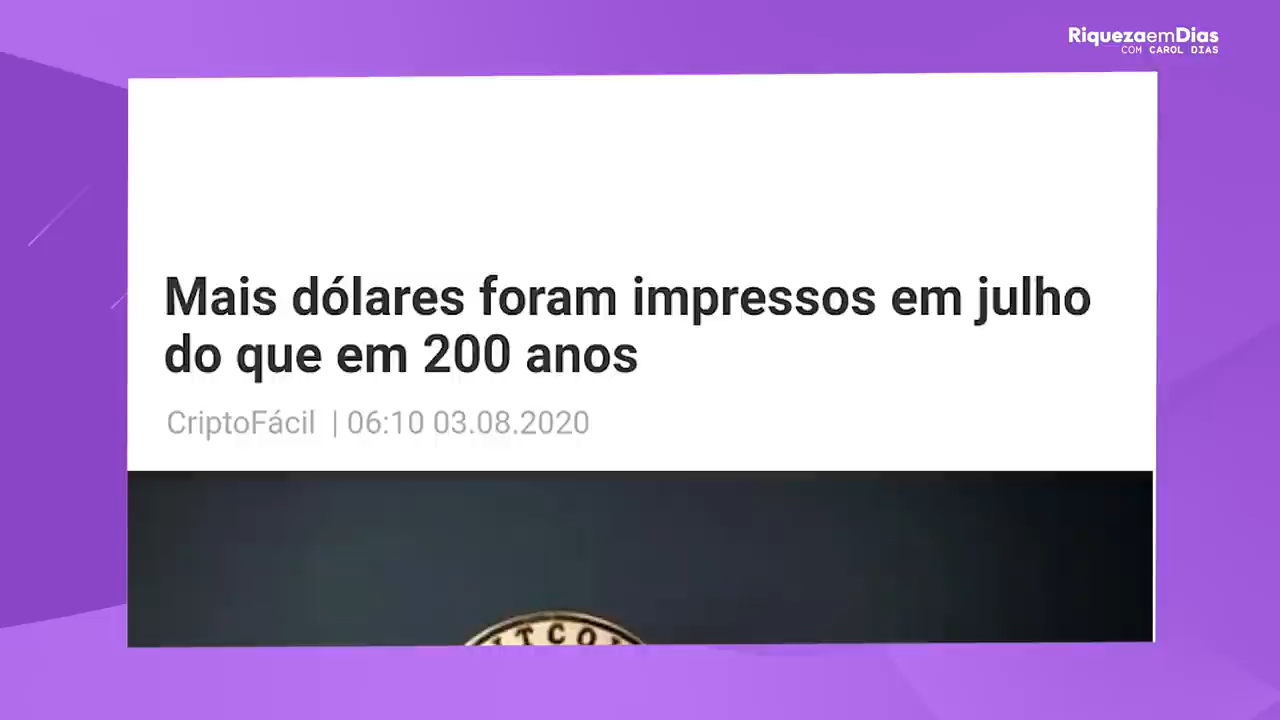 RiquezaemDias
COM CAROL DIAS
Mais dólares foram impressos em julho
do que em 200 anos
CriptoFácil | 06:10 03.08.2020
ITCOI